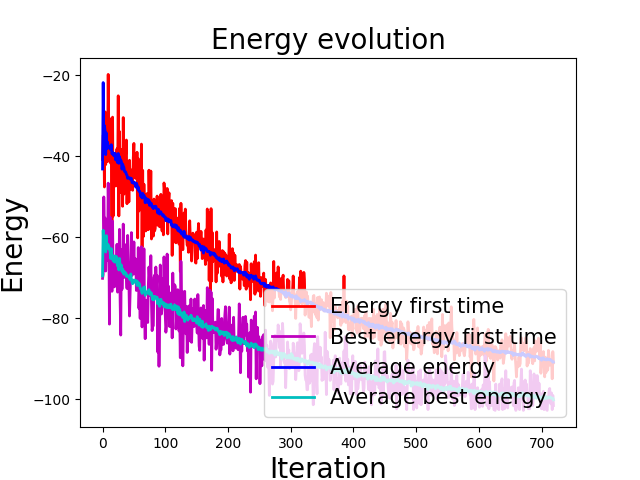 Energy evolution
Energy
−20
−40
−60
−80
−100
0 100 200 300 400 500 600 700
Iteration
Energy first time
Best energy first time
Average energy
Average best energy